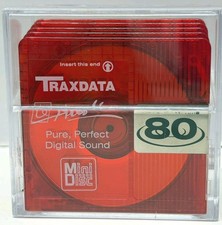 Insert this end
TRAXDATA
Pure, Perfect
Digital Sound
80
Mini
Disc